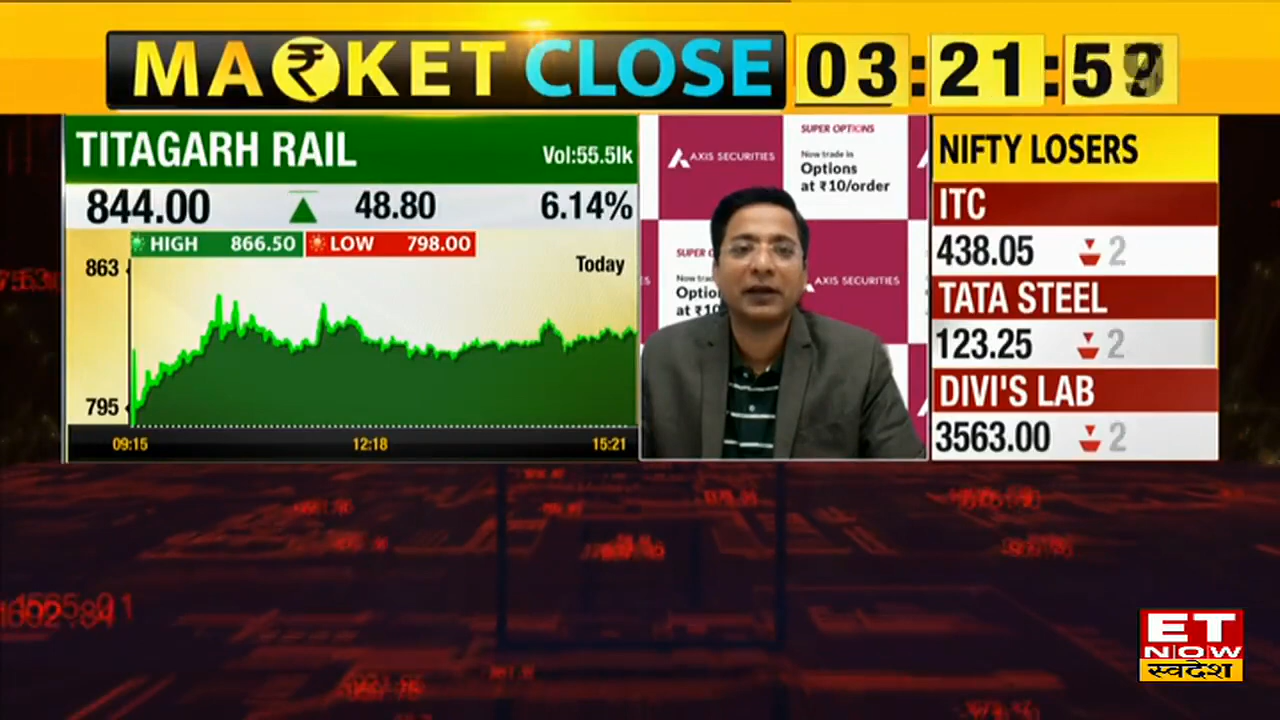 MA₹KET CLOSE
03:21:5
TITAGARH RAIL
Vol:55.5lk
844.00 ▲ 48.80 6.14%
HIGH 866.50 LOW 798.00
863
Today
795
09:15 12:18 15:21
AXIS SECURITIES
SUPER OPTIONS
Now trade in
Options
at ₹10/order
AXIS SECURITIES
NIFTY LOSERS
ITC
438.05 2
TATA STEEL
123.25 2
DIVI'S LAB
3563.00 2
ET
NOW
स्वदेश